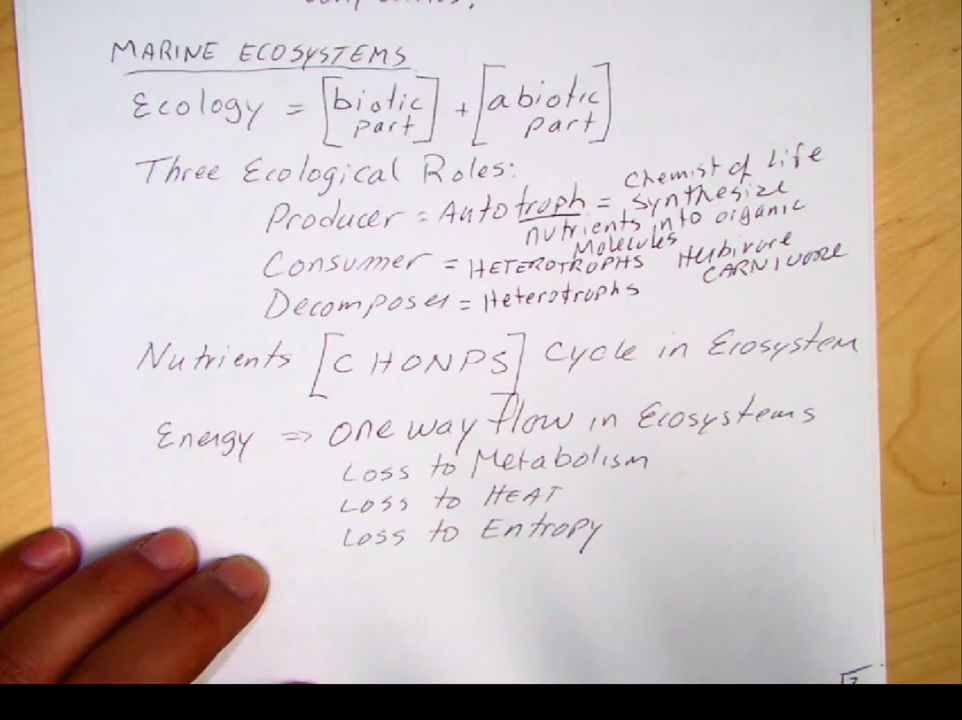 MARINE ECOSYSTEMS
Ecology = [biotic part] + [abiotic part]
Three Ecological Roles:
Producer = Autotroph = Chemist of Life
synthesize
nutrients into organic
Molecules
Consumer = HETEROTROPHS Herbivore
CARNIVORE
Decomposer = Heterotrophs
Nutrients [CHONPS] Cycle in Ecosystem
Energy ⇒ one way flow in Ecosystems
Loss to Metabolism
Loss to HEAT
Loss to Entropy